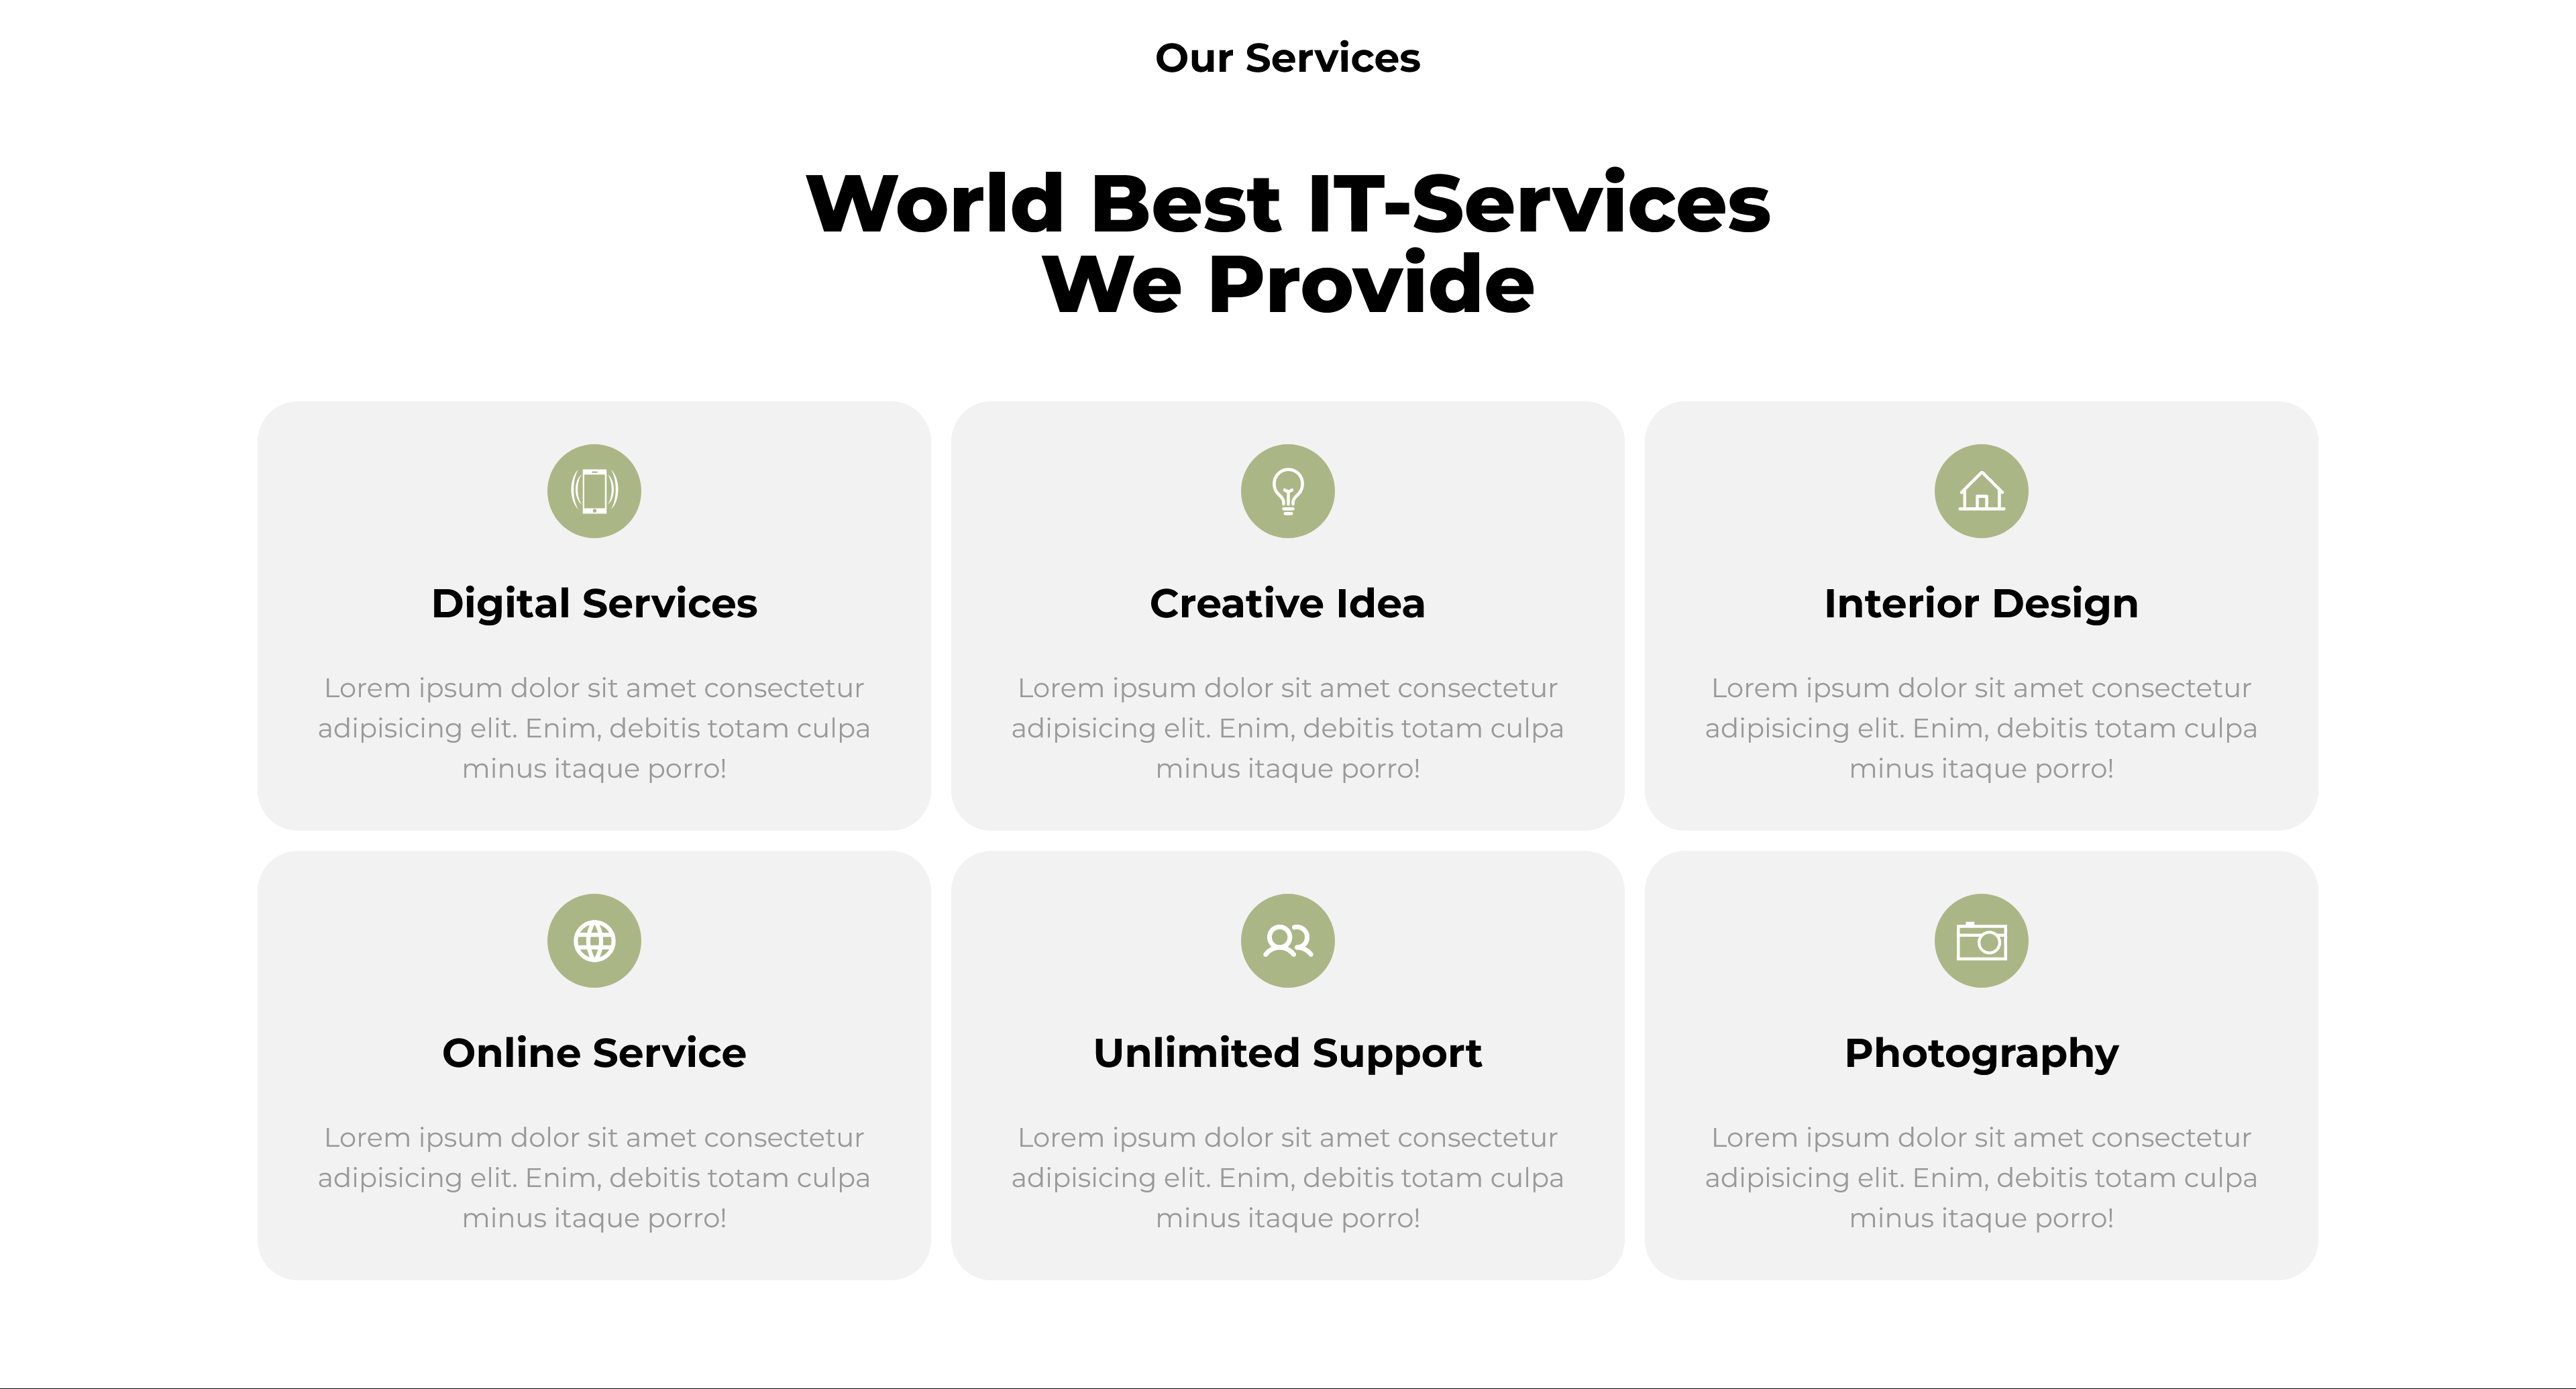 Our Services
World Best IT-Services
We Provide
Digital Services
Lorem ipsum dolor sit amet consectetur
adipisicing elit. Enim, debitis totam culpa
minus itaque porro!
Creative Idea
Lorem ipsum dolor sit amet consectetur
adipisicing elit. Enim, debitis totam culpa
minus itaque porro!
Interior Design
Lorem ipsum dolor sit amet consectetur
adipisicing elit. Enim, debitis totam culpa
minus itaque porro!
Online Service
Lorem ipsum dolor sit amet consectetur
adipisicing elit. Enim, debitis totam culpa
minus itaque porro!
Unlimited Support
Lorem ipsum dolor sit amet consectetur
adipisicing elit. Enim, debitis totam culpa
minus itaque porro!
Photography
Lorem ipsum dolor sit amet consectetur
adipisicing elit. Enim, debitis totam culpa
minus itaque porro!